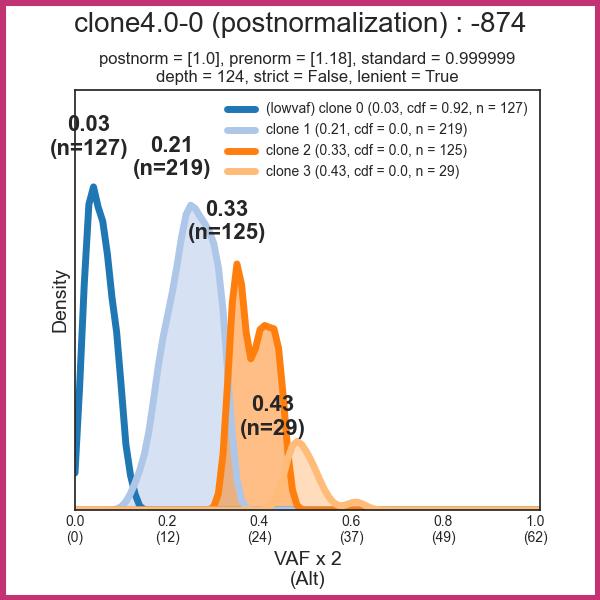 clone4.0-0 (postnormalization) : -874
postnorm = [1.0], prenorm = [1.18], standard = 0.999999
depth = 124, strict = False, lenient = True
(lowvaf) clone 0 (0.03, cdf = 0.92, n = 127)
clone 1 (0.21, cdf = 0.0, n = 219)
clone 2 (0.33, cdf = 0.0, n = 125)
clone 3 (0.43, cdf = 0.0, n = 29)
0.03
(n=127)
0.21
(n=219)
0.33
(n=125)
0.43
(n=29)
Density
0.0 0.2 0.4 0.6 0.8 1.0
(0) (12) (24) (37) (49) (62)
VAF x 2
(Alt)